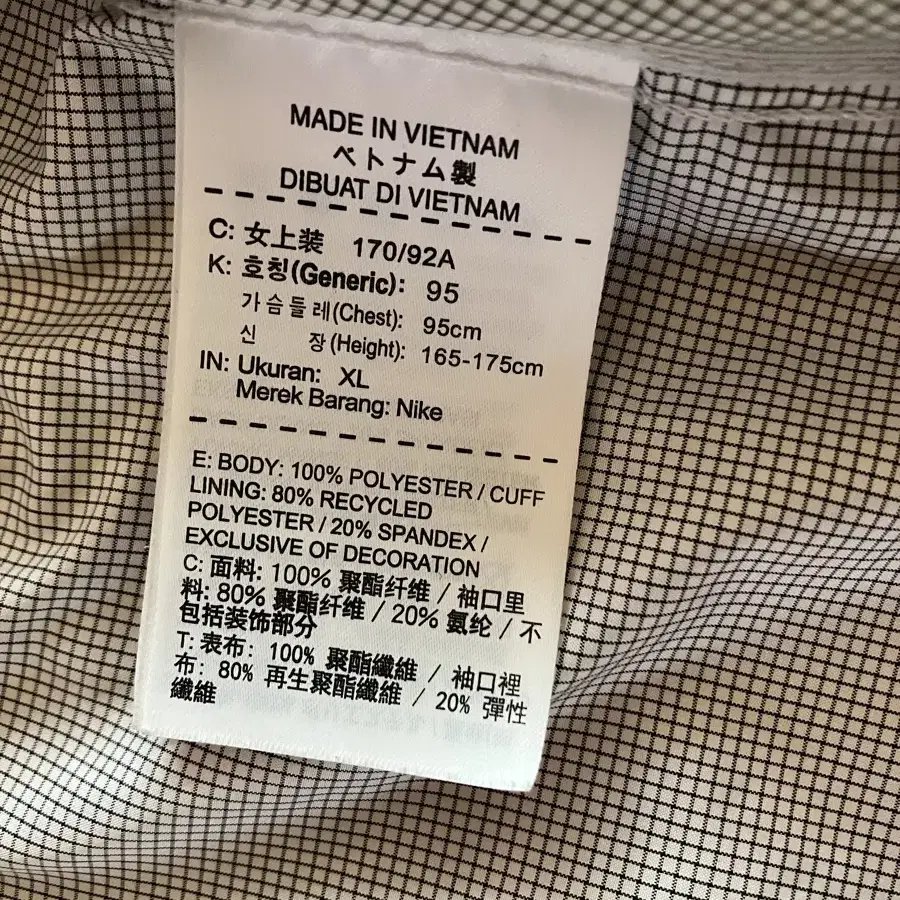 MADE IN VIETNAM
ベトナム製
DIBUAT DI VIETNAM
C: 女上装 170/92A
K: 호칭(Generic): 95
가슴들레(Chest): 95cm
신 장(Height): 165-175cm
IN: Ukuran: XL
Merek Barang: Nike
E: BODY: 100% POLYESTER / CUFF
LINING: 80% RECYCLED
POLYESTER / 20% SPANDEX /
EXCLUSIVE OF DECORATION
C: 面料: 100% 聚酯纤维 / 袖口里
料: 80% 聚酯纤维 / 20% 氨纶 / 不
包括装饰部分
T: 表布: 100% 聚酯纖維 / 袖口裡
布: 80% 再生聚酯纖維 / 20% 彈性
纖維